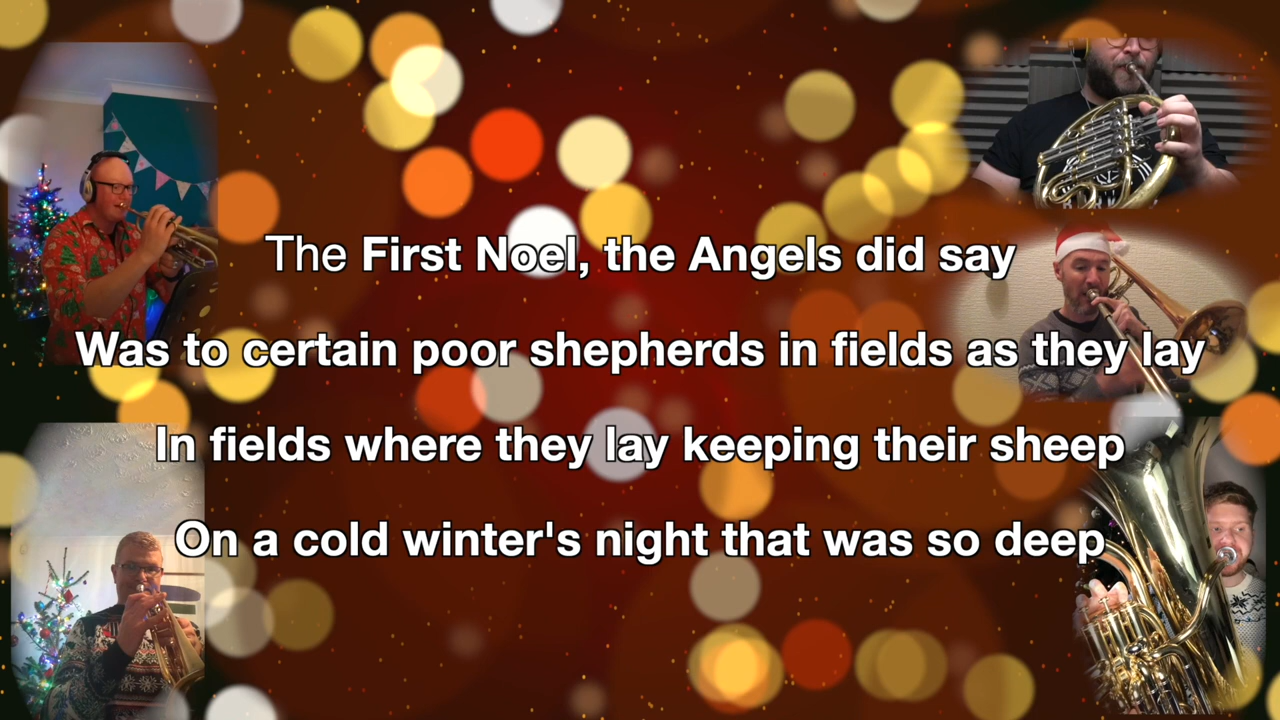 The First Noel, the Angels did say
Was to certain poor shepherds in fields as they lay
In fields where they lay keeping their sheep
On a cold winter's night that was so deep